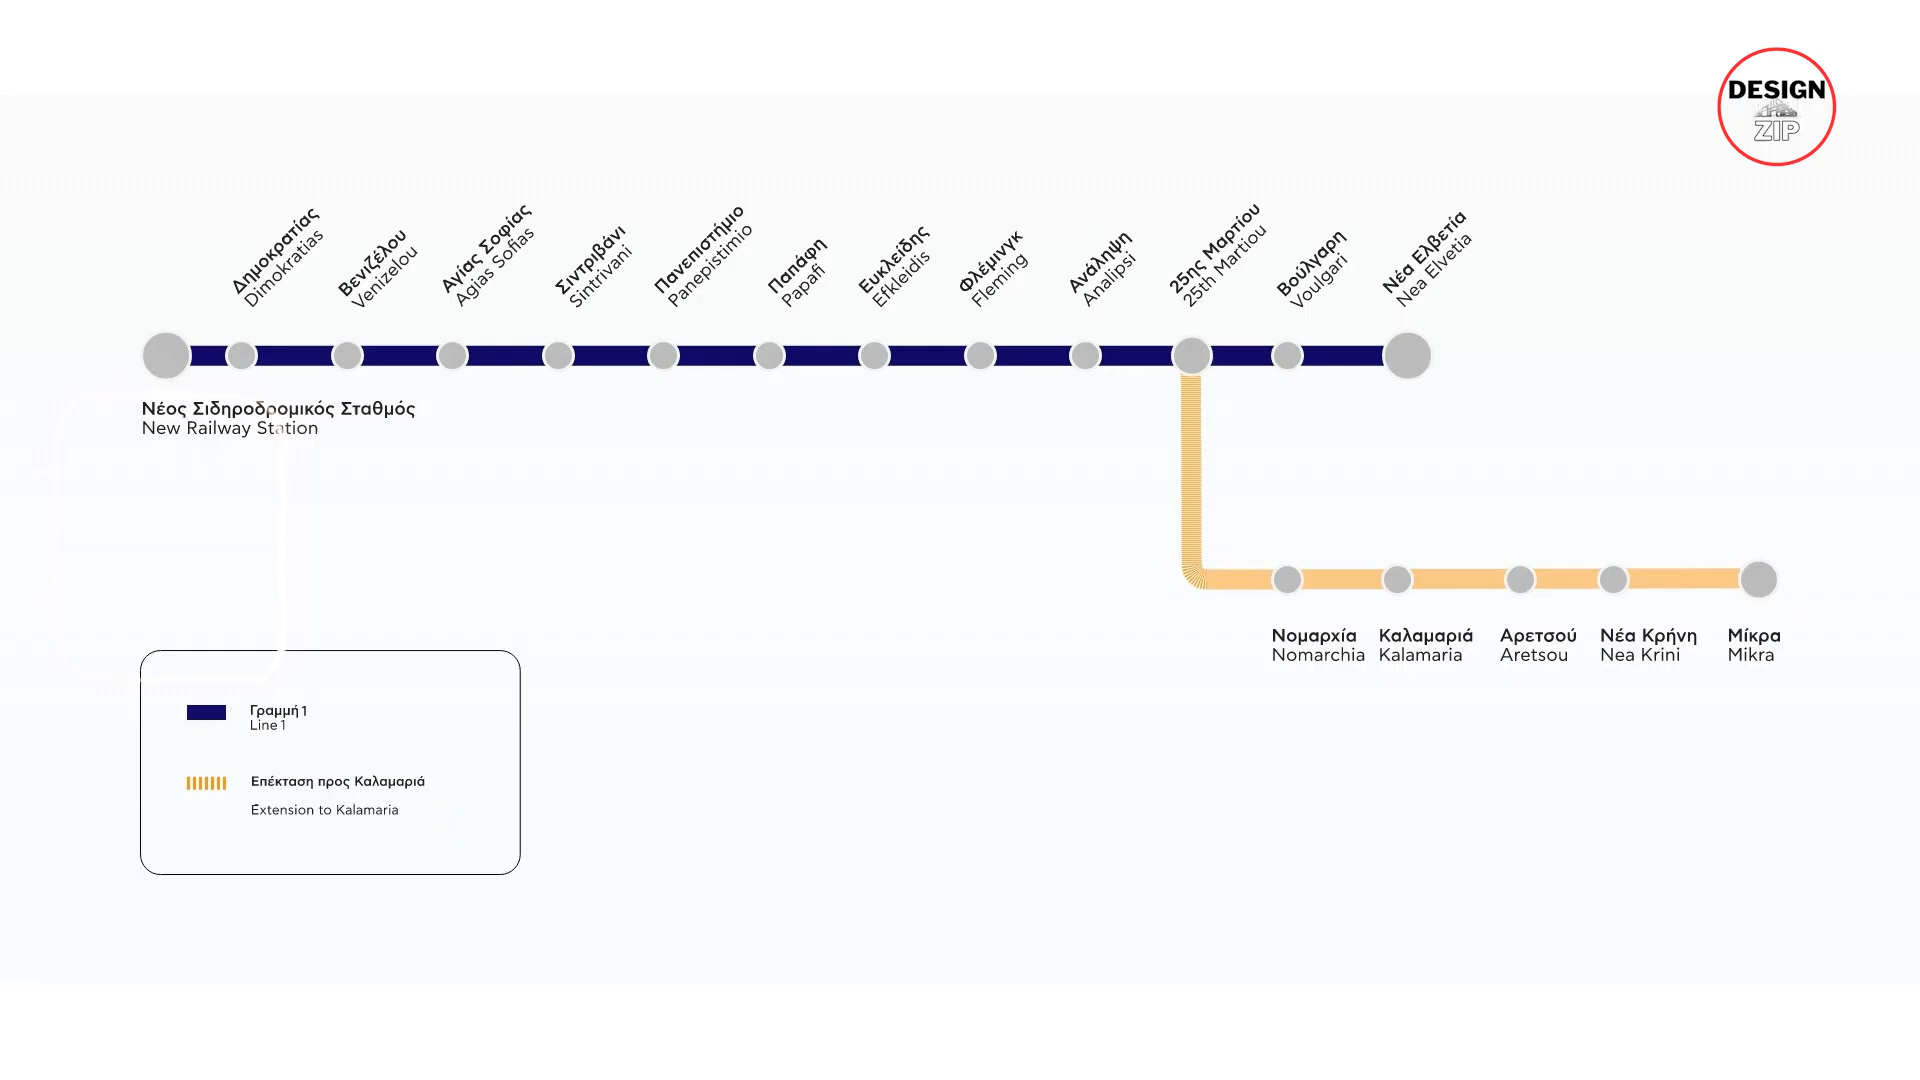 DESIGN
ZIP
Δημοκρατίας
Dimokratias
Βενιζέλου
Venizelou
Αγίας Σοφίας
Agias Sofias
Σιντριβάνι
Sintrivani
Πανεπιστήμιο
Panepistimio
Παπάφη
Papafi
Ευκλείδης
Efkleidis
Φλέμινγκ
Fleming
Ανάληψη
Analipsi
25ης Μαρτίου
25th Martiou
Βούλγαρη
Voulgari
Νέα Ελβετία
Nea Elvetia
Νέος Σιδηροδρομικός Σταθμός
New Railway Station
Νομαρχία
Nomarchia
Καλαμαριά
Kalamaria
Αρετσού
Aretsou
Νέα Κρήνη
Nea Krini
Μίκρα
Mikra
Γραμμή 1
Line 1
Επέκταση προς Καλαμαριά
Extension to Kalamaria